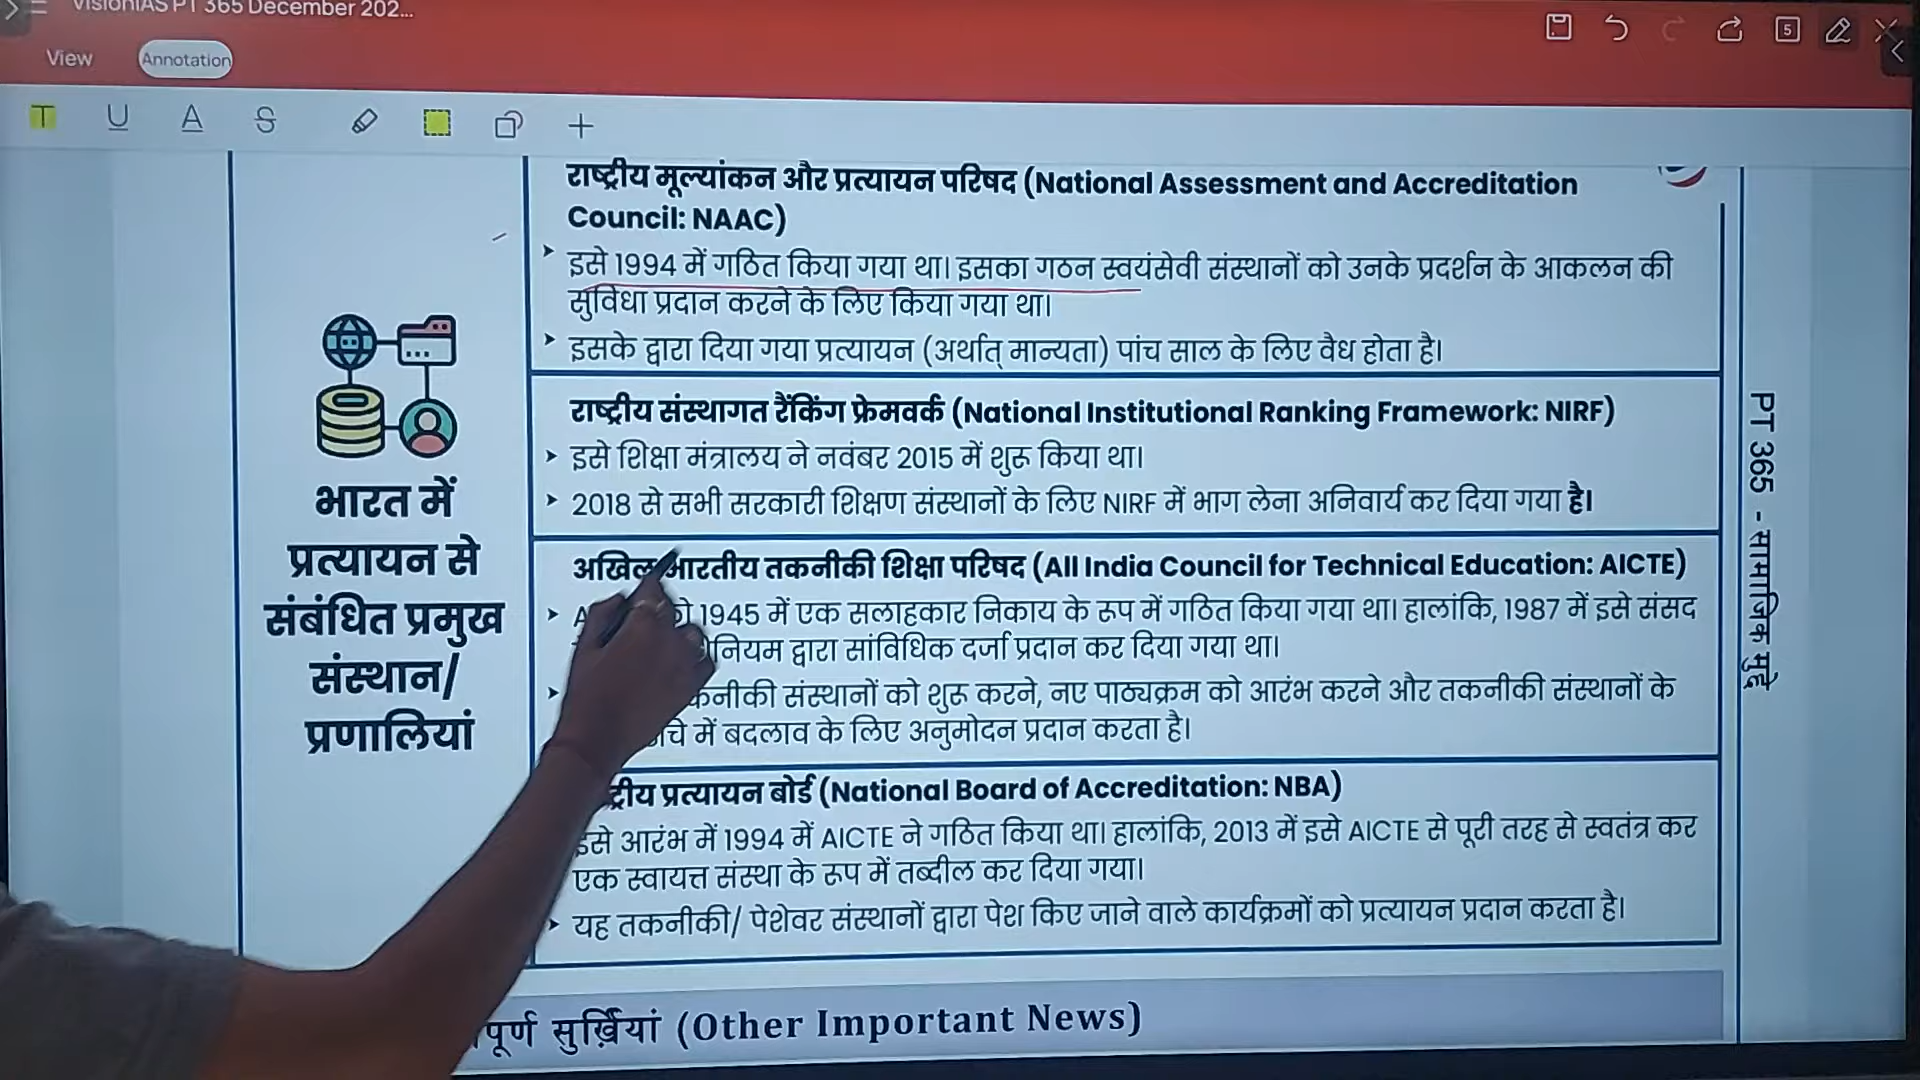 VisionIAS PT 365 December 202...
View
Annotation
5
T U A S
राष्ट्रीय मूल्यांकन और प्रत्यायन परिषद (National Assessment and Accreditation
Council: NAAC)
➤ इसे 1994 में गठित किया गया था। इसका गठन स्वयंसेवी संस्थानों को उनके प्रदर्शन के आकलन की
सुविधा प्रदान करने के लिए किया गया था।
➤ इसके द्वारा दिया गया प्रत्यायन (अर्थात् मान्यता) पांच साल के लिए वैध होता है।
राष्ट्रीय संस्थागत रैंकिंग फ्रेमवर्क (National Institutional Ranking Framework: NIRF)
➤ इसे शिक्षा मंत्रालय ने नवंबर 2015 में शुरू किया था।
➤ 2018 से सभी सरकारी शिक्षण संस्थानों के लिए NIRF में भाग लेना अनिवार्य कर दिया गया है।
भारत में
प्रत्यायन से
संबंधित प्रमुख
संस्थान/
प्रणालियां
अखिल भारतीय तकनीकी शिक्षा परिषद (All India Council for Technical Education: AICTE)
➤ 1945 में एक सलाहकार निकाय के रूप में गठित किया गया था। हालांकि, 1987 में इसे संसद
द्वारा सांविधिक दर्जा प्रदान कर दिया गया था।
➤ संस्थानों को शुरू करने, नए पाठ्यक्रम को आरंभ करने और तकनीकी संस्थानों के
में बदलाव के लिए अनुमोदन प्रदान करता है।
प्रत्यायन बोर्ड (National Board of Accreditation: NBA)
इसे आरंभ में 1994 में AICTE ने गठित किया था। हालांकि, 2013 में इसे AICTE से पूरी तरह से स्वतंत्र कर
एक स्वायत्त संस्था के रूप में तब्दील कर दिया गया।
➤ यह तकनीकी/ पेशेवर संस्थानों द्वारा पेश किए जाने वाले कार्यक्रमों को प्रत्यायन प्रदान करता है।
सुर्ख़ियां (Other Important News)
PT 365 - सामाजिक मुद्दे